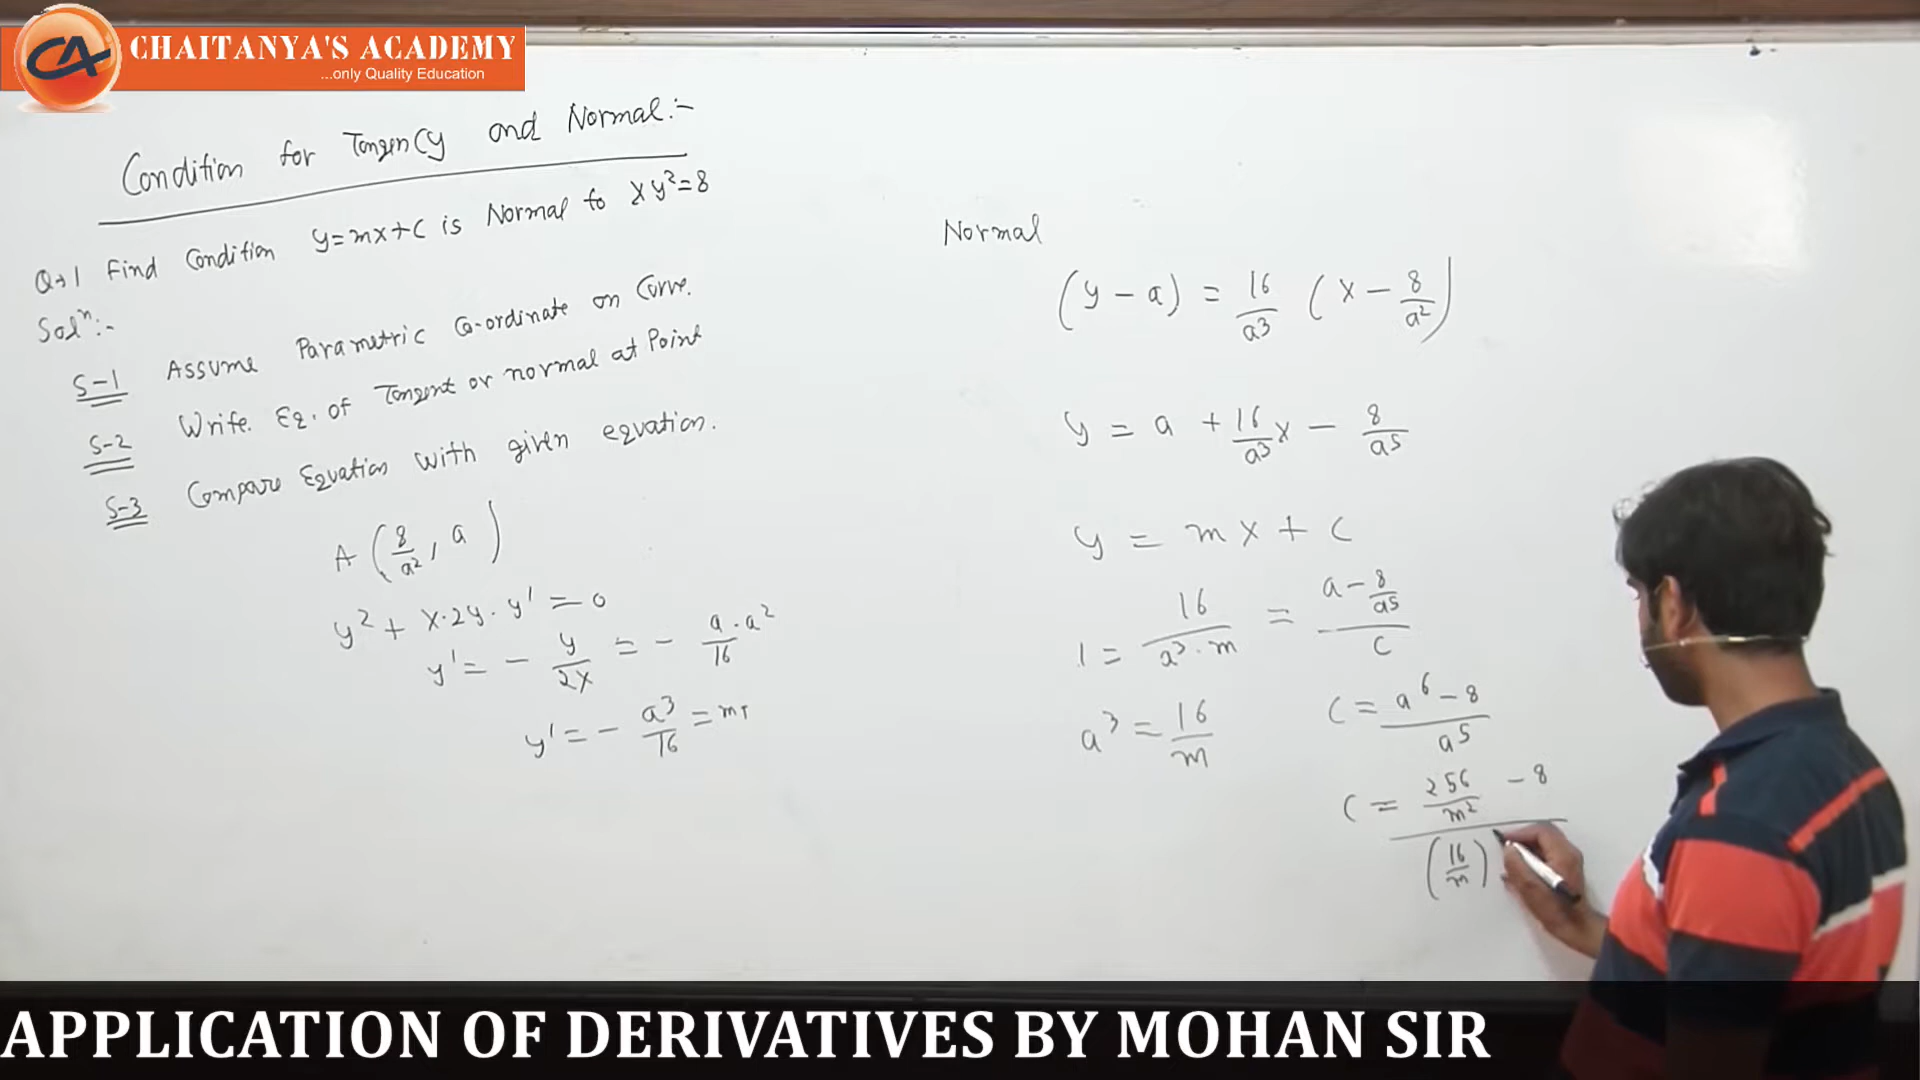 CHAITANYA'S ACADEMY
...only Quality Education
Condition for Tangency and Normal:-
Q→1 Find Condition y=mx+c is Normal to xy²=8
Solⁿ:-
S-1 Assume Parametric Co-ordinate on Curve.
S-2 Write Eq. of Tangent or normal at Point
S-3 Compare Equation with given equation.
A (8/a², a)
y² + x·2y·y' = 0
y' = - y/2x = - a·a²/16
y' = - a³/16 = mT
Normal
(y - a) = 16/a³ (x - 8/a²)
y = a + 16/a³ x - 8/a⁵
y = mx + c
1 = 16/a³·m = a - 8/a⁵ / c
a³ = 16/m
c = a⁶ - 8 / a⁵
c = 256/m² - 8 / (16/m)
APPLICATION OF DERIVATIVES BY MOHAN SIR